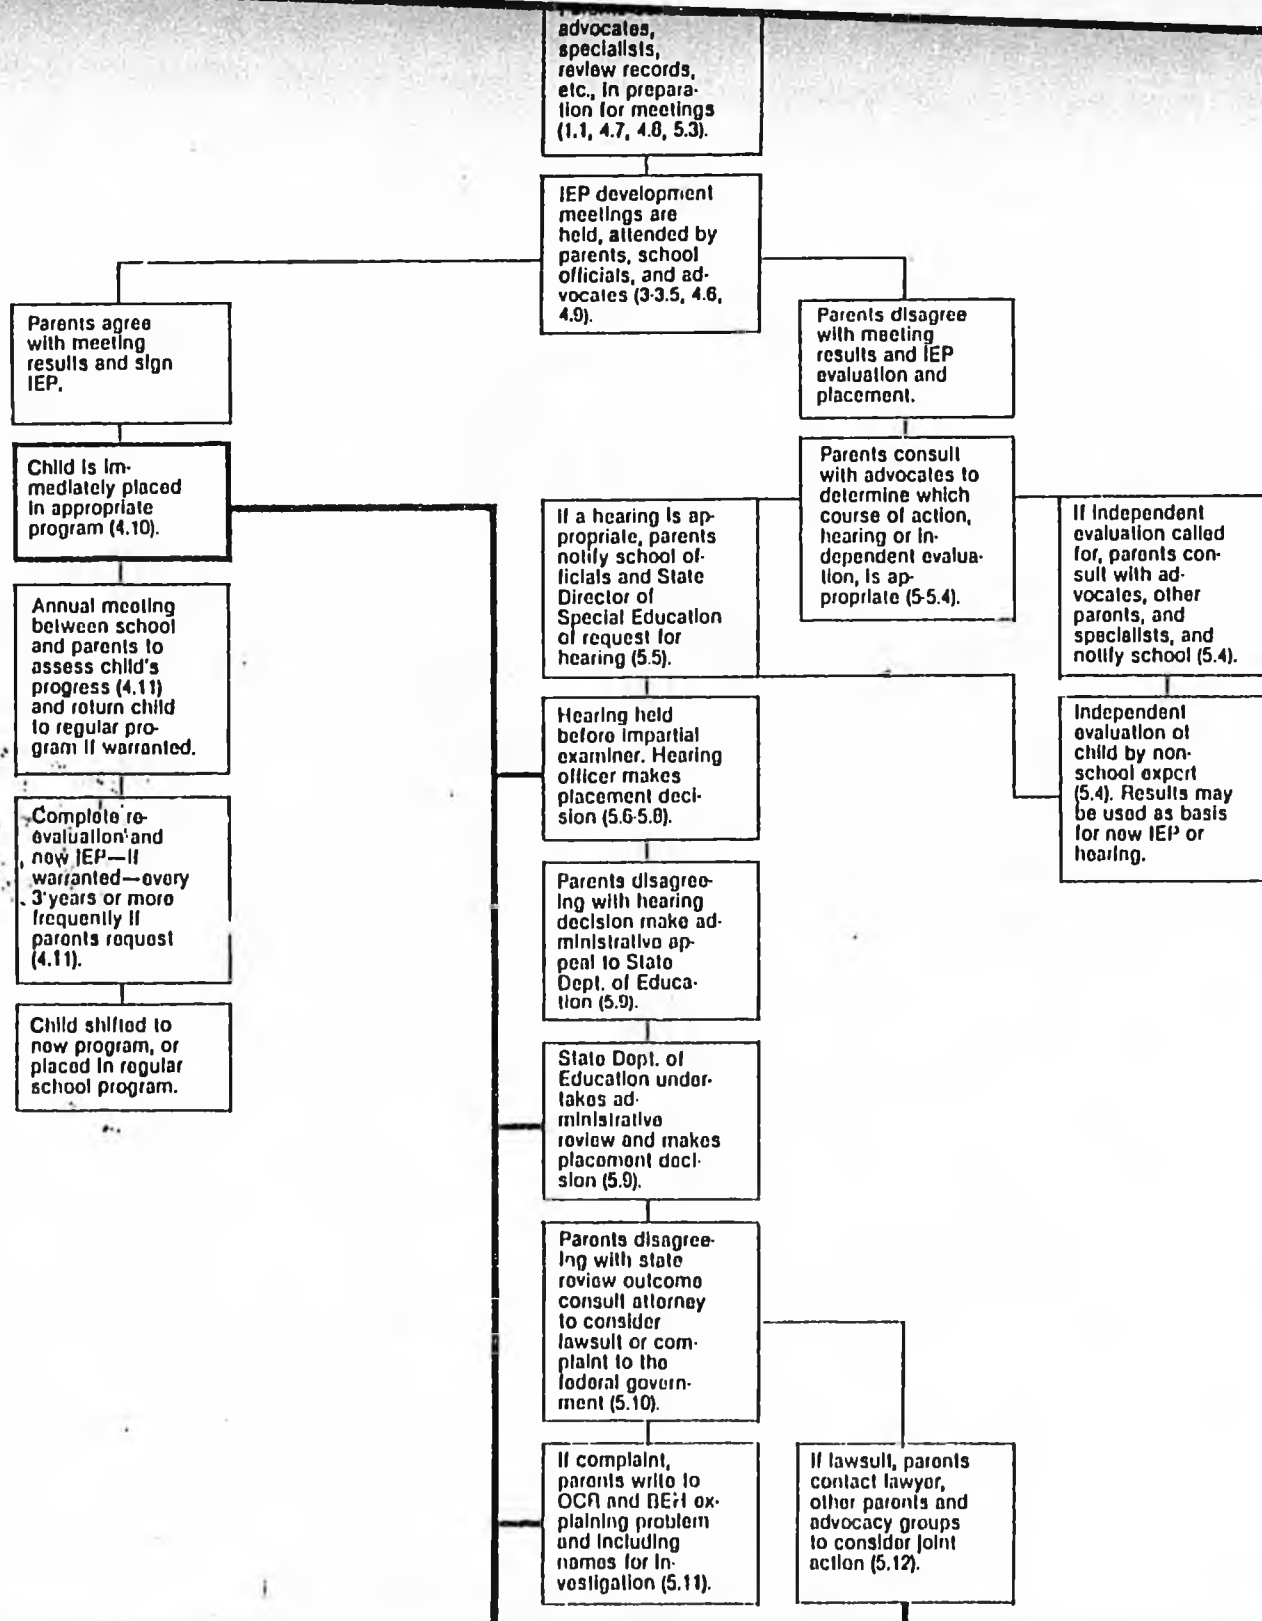 advocates,
specialists,
review records,
etc., in prepara-
tion for meetings
(1.1, 4.7, 4.8, 5.3).
IEP development
meetings are
held, attended by
parents, school
officials, and ad-
vocates (3-3.5, 4.6,
4.9).
Parents agree
with meeting
results and sign
IEP.
Child is im-
mediately placed
in appropriate
program (4.10).
Annual meeting
between school
and parents to
assess child's
progress (4.11)
and return child
to regular pro-
gram if warranted.
Complete re-
evaluation and
new IEP—if
warranted—every
3 years or more
frequently if
parents request
(4.11).
Child shifted to
new program, or
placed in regular
school program.
Parents disagree
with meeting
results and IEP
evaluation and
placement.
Parents consult
with advocates to
determine which
course of action,
hearing or in-
dependent evalua-
tion, is ap-
propriate (5-5.4).
If a hearing is ap-
propriate, parents
notify school of-
ficials and State
Director of
Special Education
of request for
hearing (5.5).
Hearing held
before impartial
examiner. Hearing
officer makes
placement deci-
sion (5.6-5.8).
Parents disagree-
ing with hearing
decision make ad-
ministrative ap-
peal to State
Dept. of Educa-
tion (5.9).
State Dept. of
Education under-
takes ad-
ministrative
review and makes
placement deci-
sion (5.9).
Parents disagree-
ing with state
review outcome
consult attorney
to consider
lawsuit or com-
plaint to the
federal govern-
ment (5.10).
If complaint,
parents write to
OCR and BEH ex-
plaining problem
and including
names for in-
vestigation (5.11).
If lawsuit, parents
contact lawyer,
other parents and
advocacy groups
to consider joint
action (5.12).
If independent
evaluation called
for, parents con-
sult with ad-
vocates, other
parents, and
specialists, and
notify school (5.4).
Independent
evaluation of
child by non-
school expert
(5.4). Results may
be used as basis
for new IEP or
hearing.